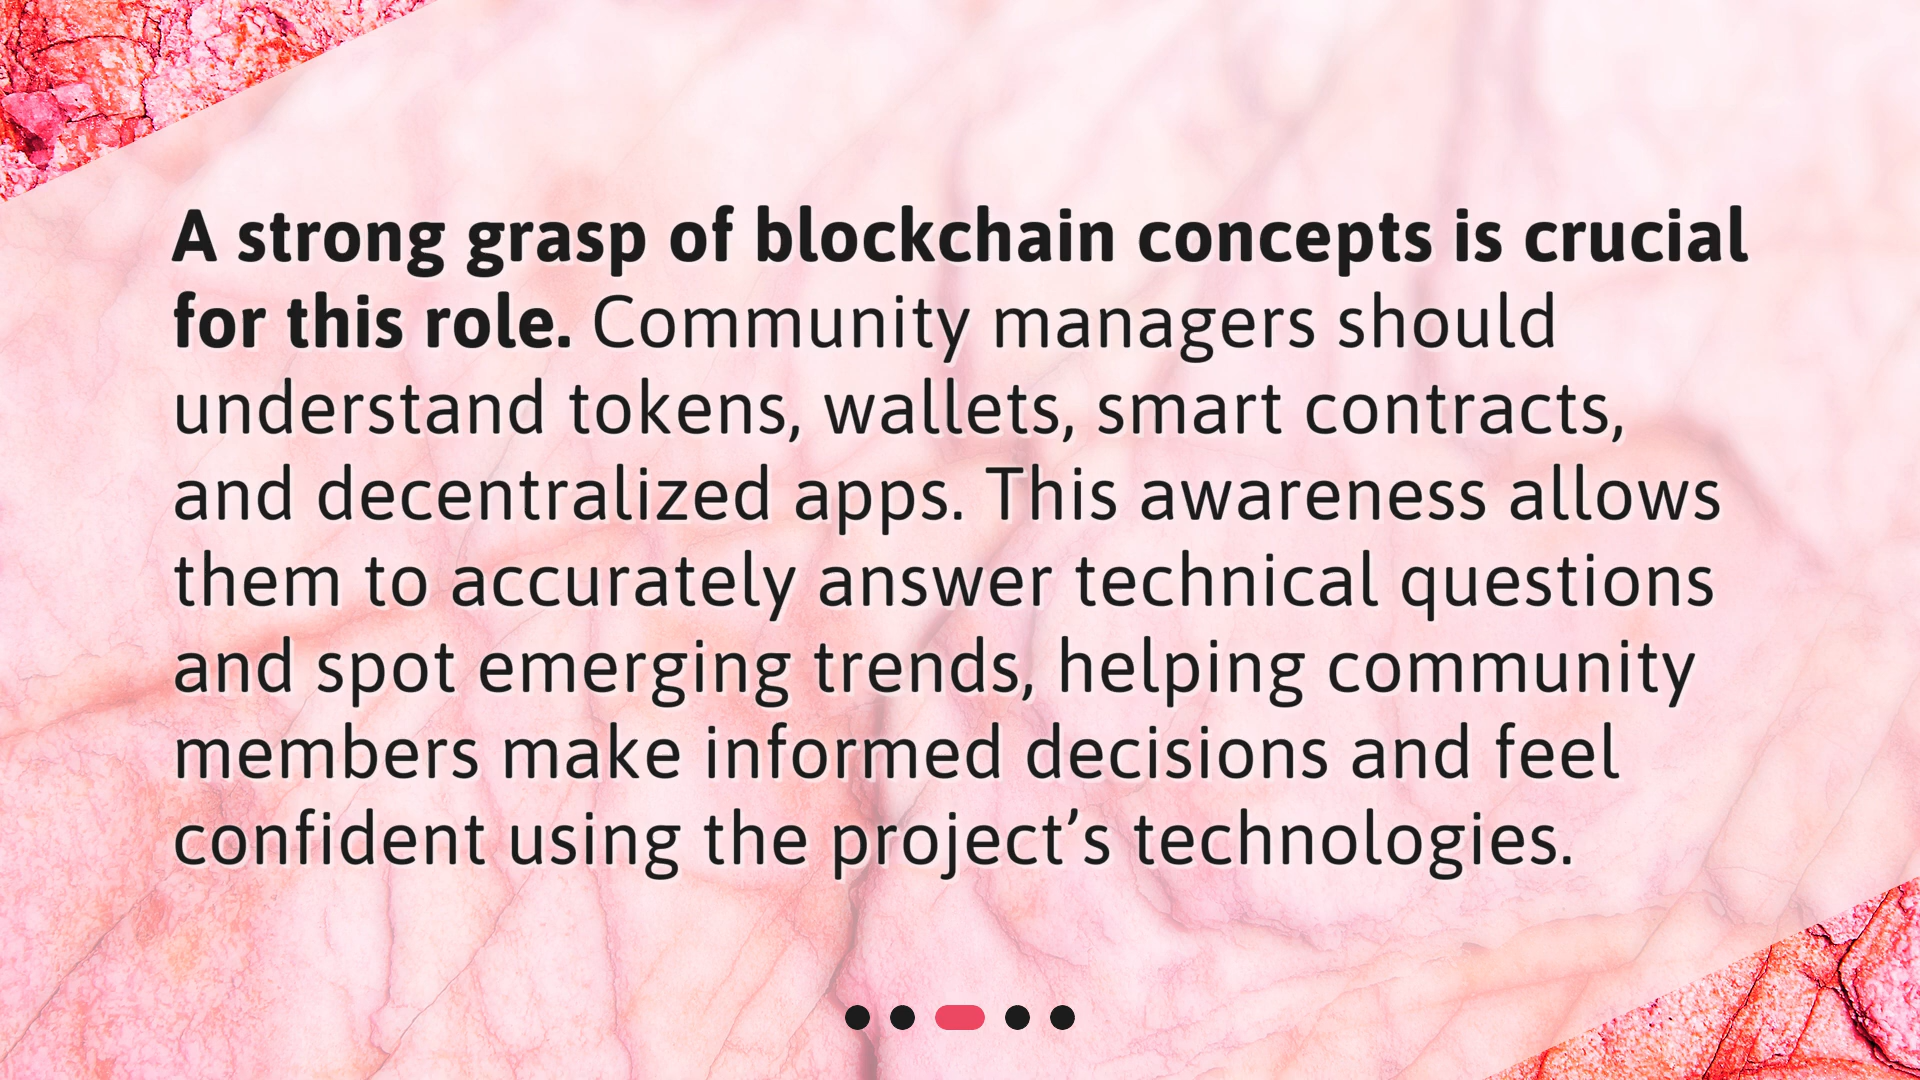 A strong grasp of blockchain concepts is crucial
for this role. Community managers should
understand tokens, wallets, smart contracts,
and decentralized apps. This awareness allows
them to accurately answer technical questions
and spot emerging trends, helping community
members make informed decisions and feel
confident using the project’s technologies.